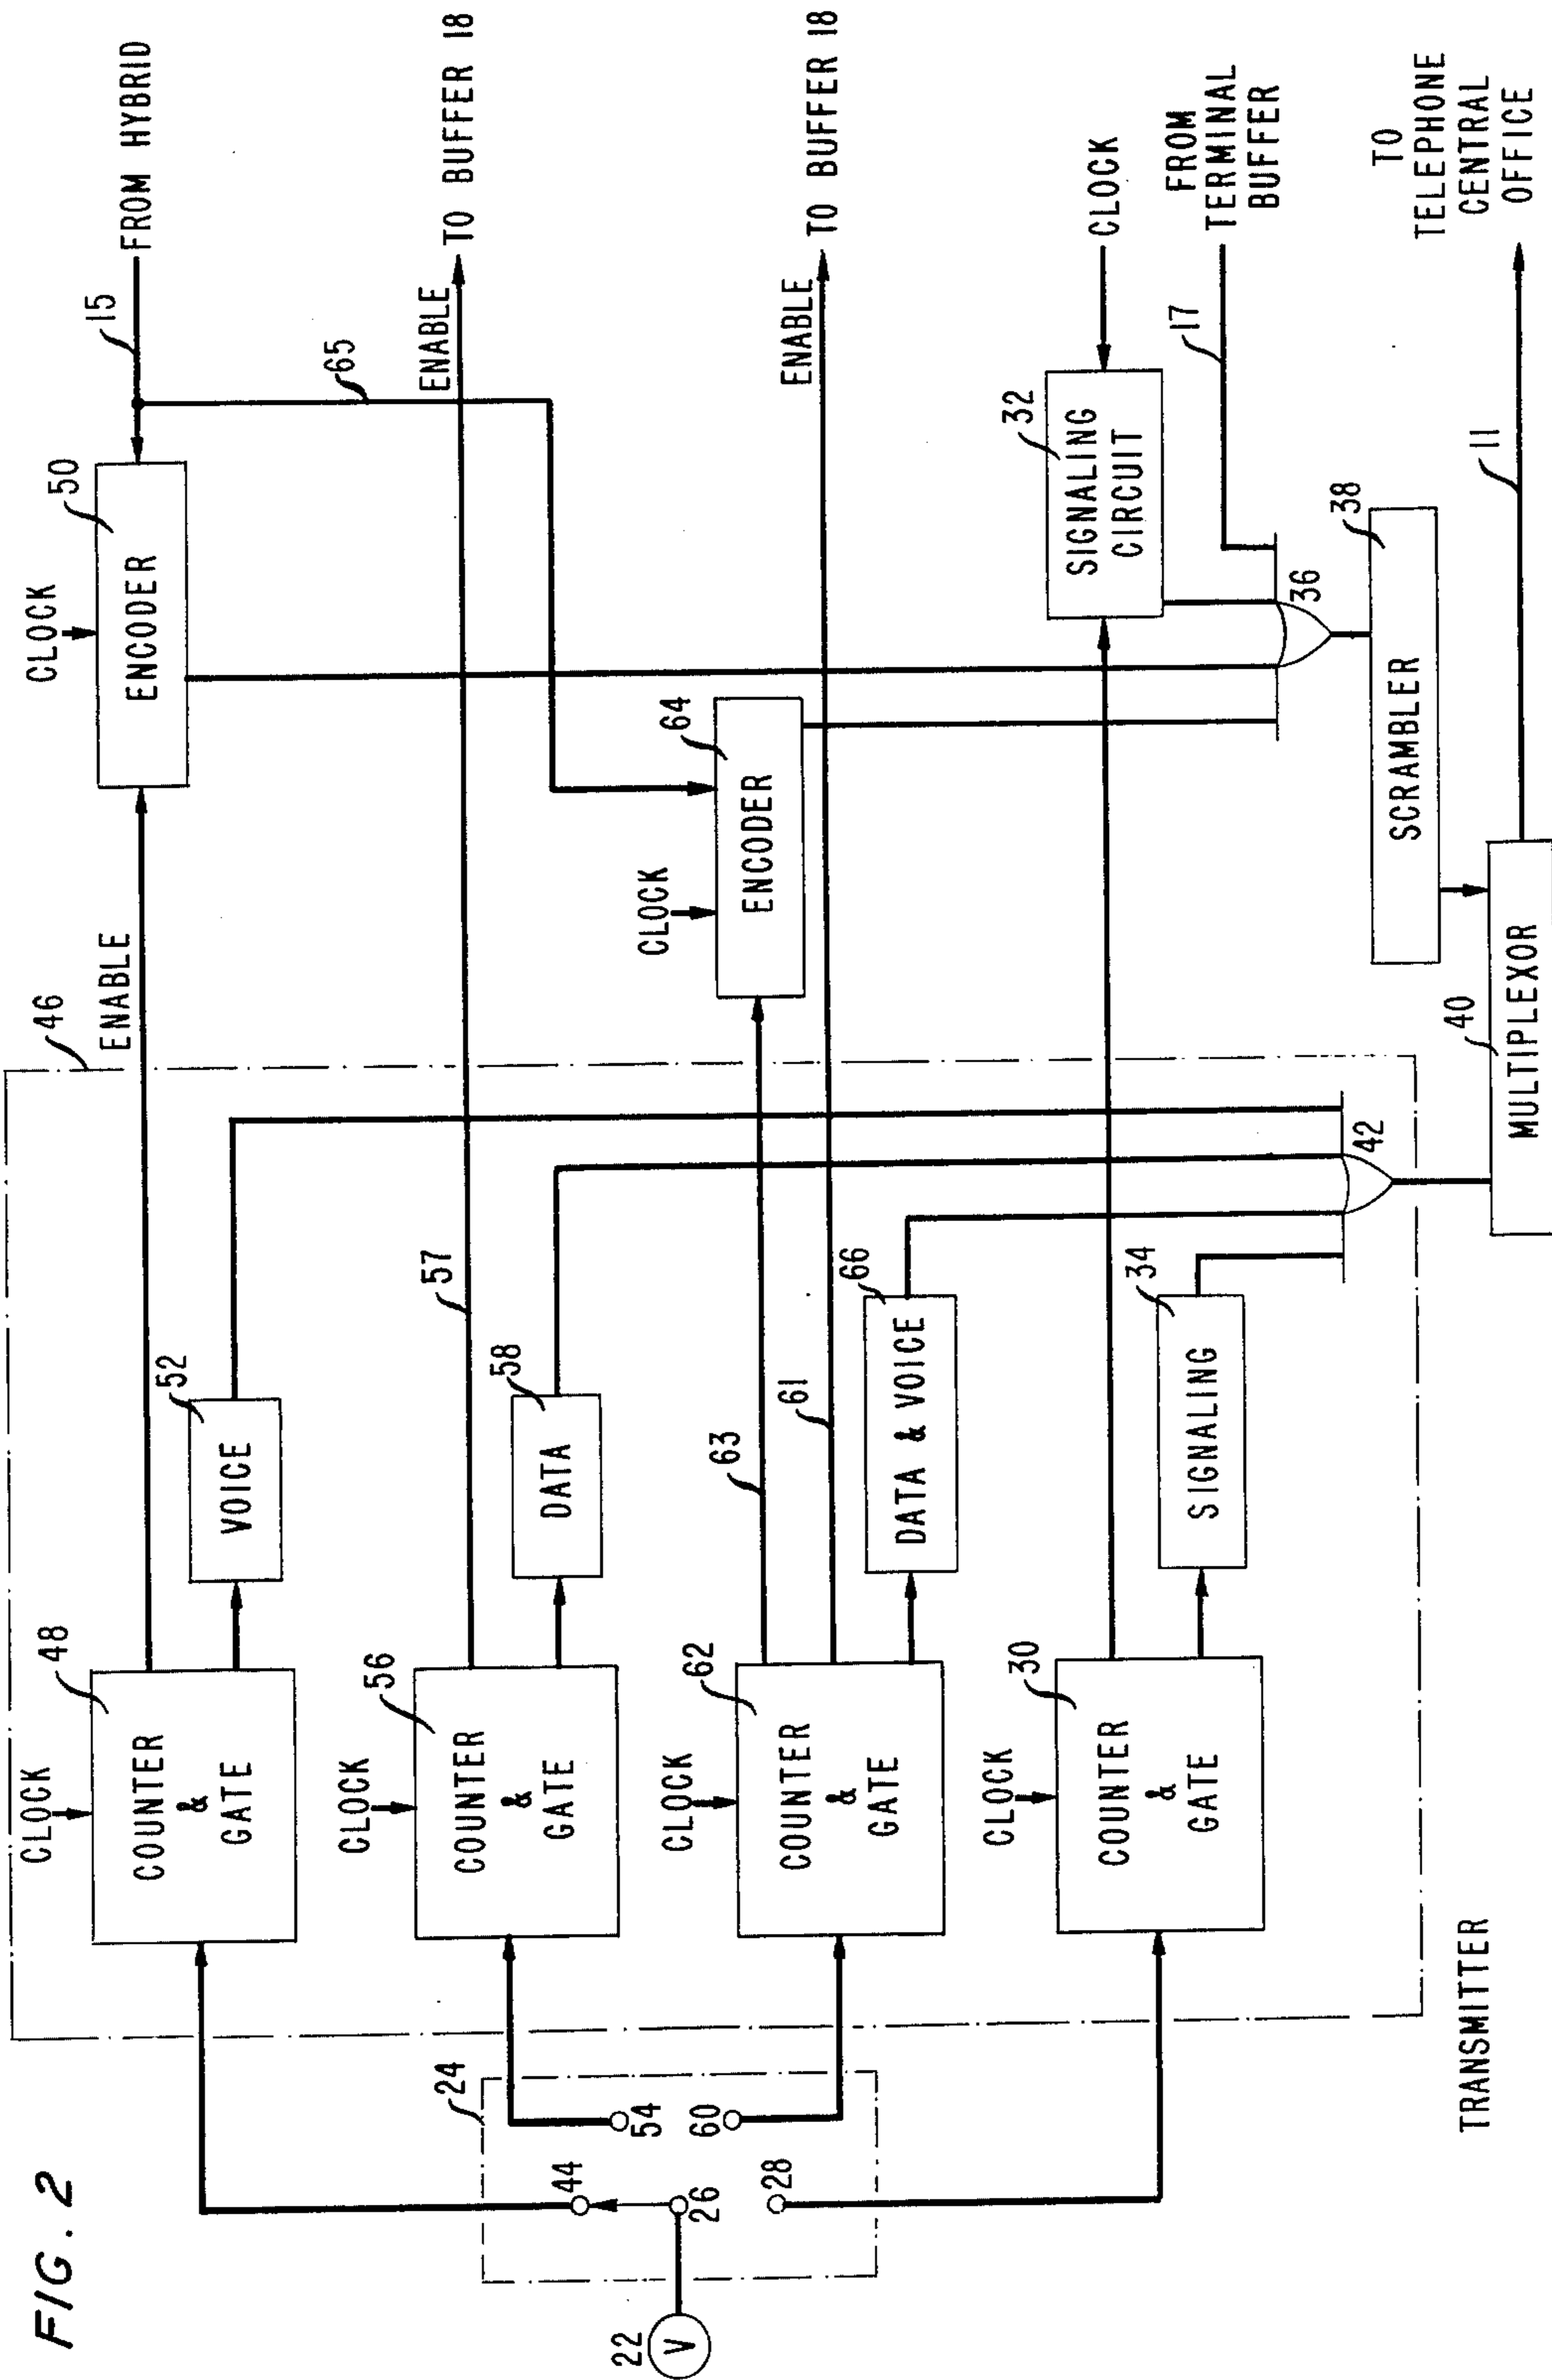 FIG. 2
22
V
24
44
26
28
54
60
46
CLOCK
48
COUNTER
&
GATE
ENABLE
52
VOICE
CLOCK
50
ENCODER
15
FROM HYBRID
65
CLOCK
56
COUNTER
&
GATE
57
58
DATA
ENABLE
TO BUFFER 18
CLOCK
62
COUNTER
&
GATE
63
61
66
DATA & VOICE
CLOCK
64
ENCODER
ENABLE
TO BUFFER 18
CLOCK
30
COUNTER
&
GATE
34
SIGNALING
32
SIGNALING
CIRCUIT
CLOCK
17
FROM
TERMINAL
BUFFER
42
36
38
SCRAMBLER
40
MULTIPLEXOR
11
TO
TELEPHONE
CENTRAL
OFFICE
TRANSMITTER